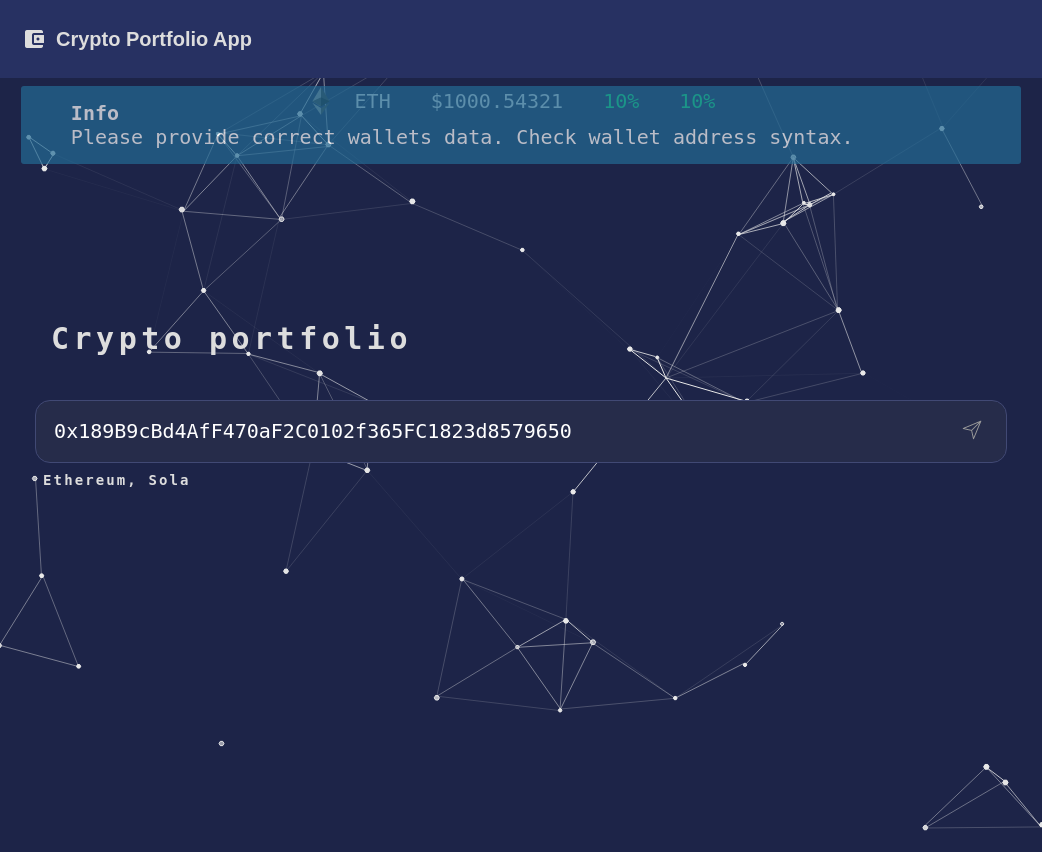 Crypto Portfolio App
ETH $1000.54321 10% 10%
Info
Please provide correct wallets data. Check wallet address syntax.
Crypto portfolio
0x189B9cBd4AfF470aF2C0102f365FC1823d8579650
Ethereum, Sola